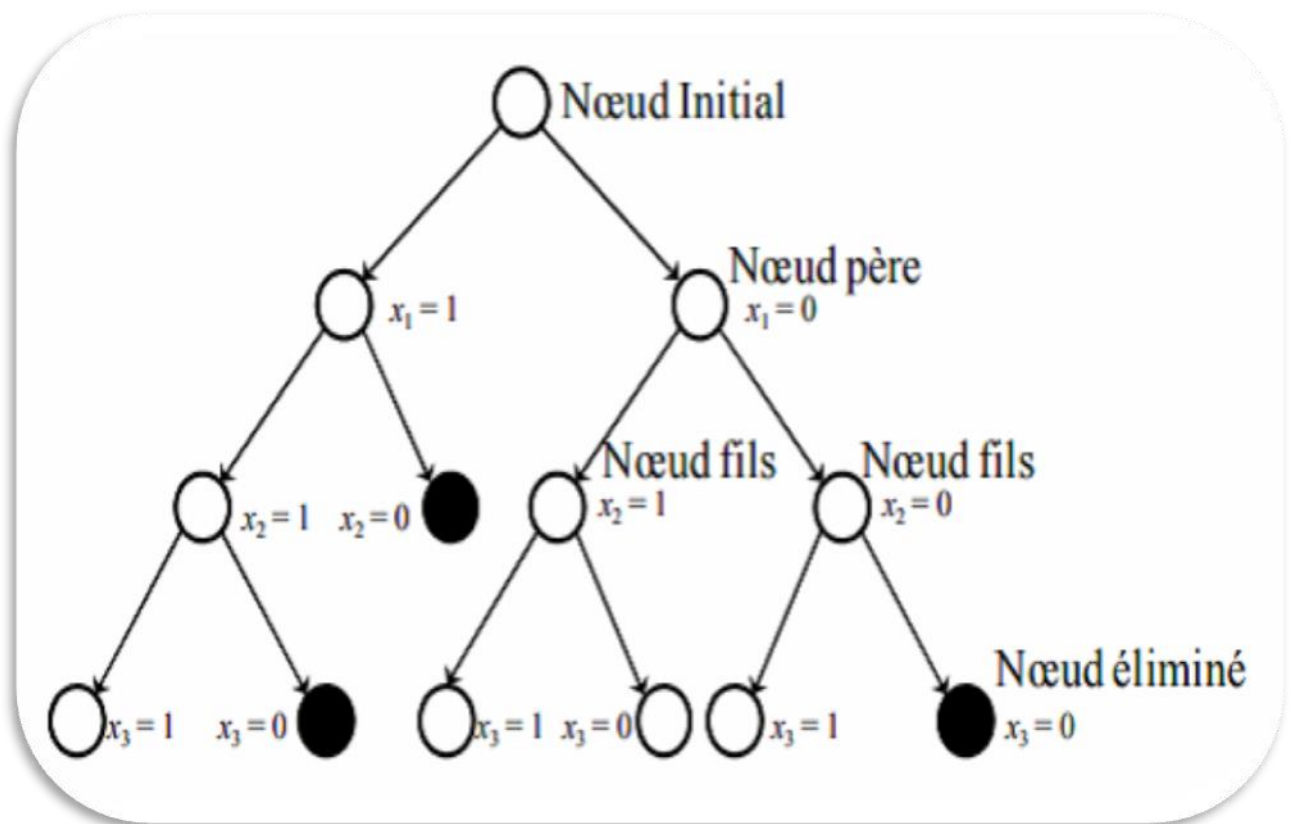 Nœud Initial
Nœud père
x₁ = 1
x₁ = 0
Nœud fils
Nœud fils
x₂ = 1
x₂ = 0
x₂ = 1
x₂ = 0
Nœud éliminé
x₃ = 1
x₃ = 0
x₃ = 1
x₃ = 0
x₃ = 1
x₃ = 0